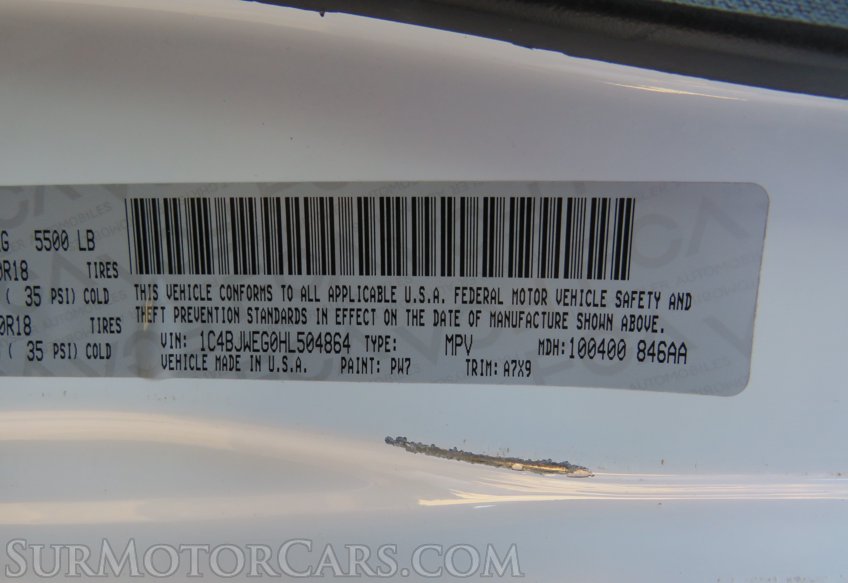 G 5500 LB
0R18 TIRES
( 35 PSI) COLD
0R18 TIRES
( 35 PSI) COLD
THIS VEHICLE CONFORMS TO ALL APPLICABLE U.S.A. FEDERAL MOTOR VEHICLE SAFETY AND
THEFT PREVENTION STANDARDS IN EFFECT ON THE DATE OF MANUFACTURE SHOWN ABOVE.
VIN: 1C4BJWEG0HL504864 TYPE: MPV MDH:100400 846AA
VEHICLE MADE IN U.S.A. PAINT: PW7 TRIM: A7X9
SURMOTORCARS.COM